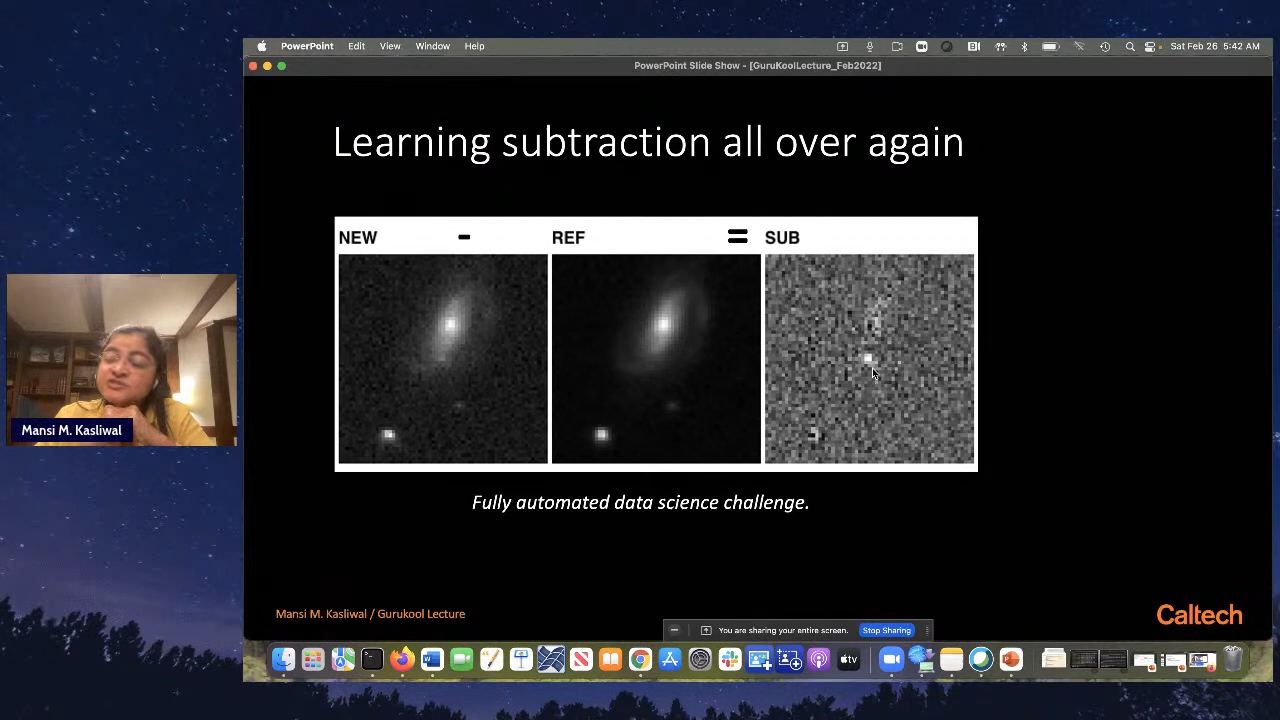 PowerPoint Edit View Window Help
Sat Feb 26 5:42 AM
PowerPoint Slide Show - [GuruKoolLecture_Feb2022]
Learning subtraction all over again
NEW - REF = SUB
Fully automated data science challenge.
Mansi M. Kasliwal
Mansi M. Kasliwal / Gurukool Lecture
Caltech
You are sharing your entire screen. Stop Sharing
tv